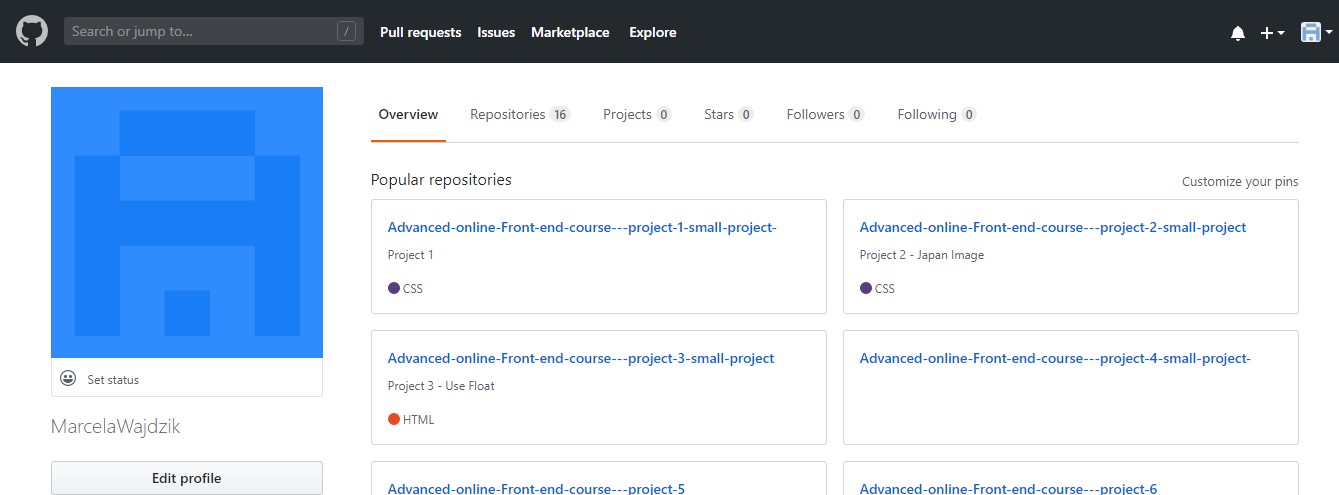 Search or jump to... /
Pull requests Issues Marketplace Explore
Overview Repositories 16 Projects 0 Stars 0 Followers 0 Following 0
Popular repositories
Customize your pins
Advanced-online-Front-end-course---project-1-small-project-
Project 1
CSS
Advanced-online-Front-end-course---project-2-small-project
Project 2 - Japan Image
CSS
Advanced-online-Front-end-course---project-3-small-project
Project 3 - Use Float
HTML
Advanced-online-Front-end-course---project-4-small-project-
Advanced-online-Front-end-course---project-5
Advanced-online-Front-end-course---project-6
Set status
MarcelaWajdzik
Edit profile